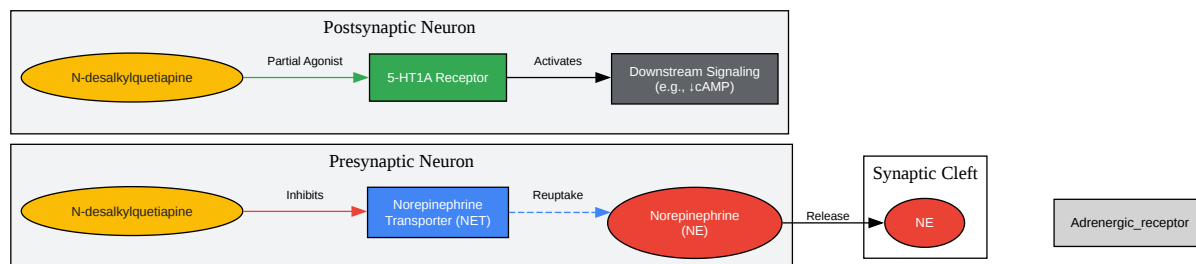 Postsynaptic Neuron
N-desalkylquetiapine
Partial Agonist
5-HT1A Receptor
Activates
Downstream Signaling
(e.g., ↓cAMP)
Presynaptic Neuron
N-desalkylquetiapine
Inhibits
Norepinephrine
Transporter (NET)
Reuptake
Norepinephrine
(NE)
Release
Synaptic Cleft
NE
Adrenergic_receptor